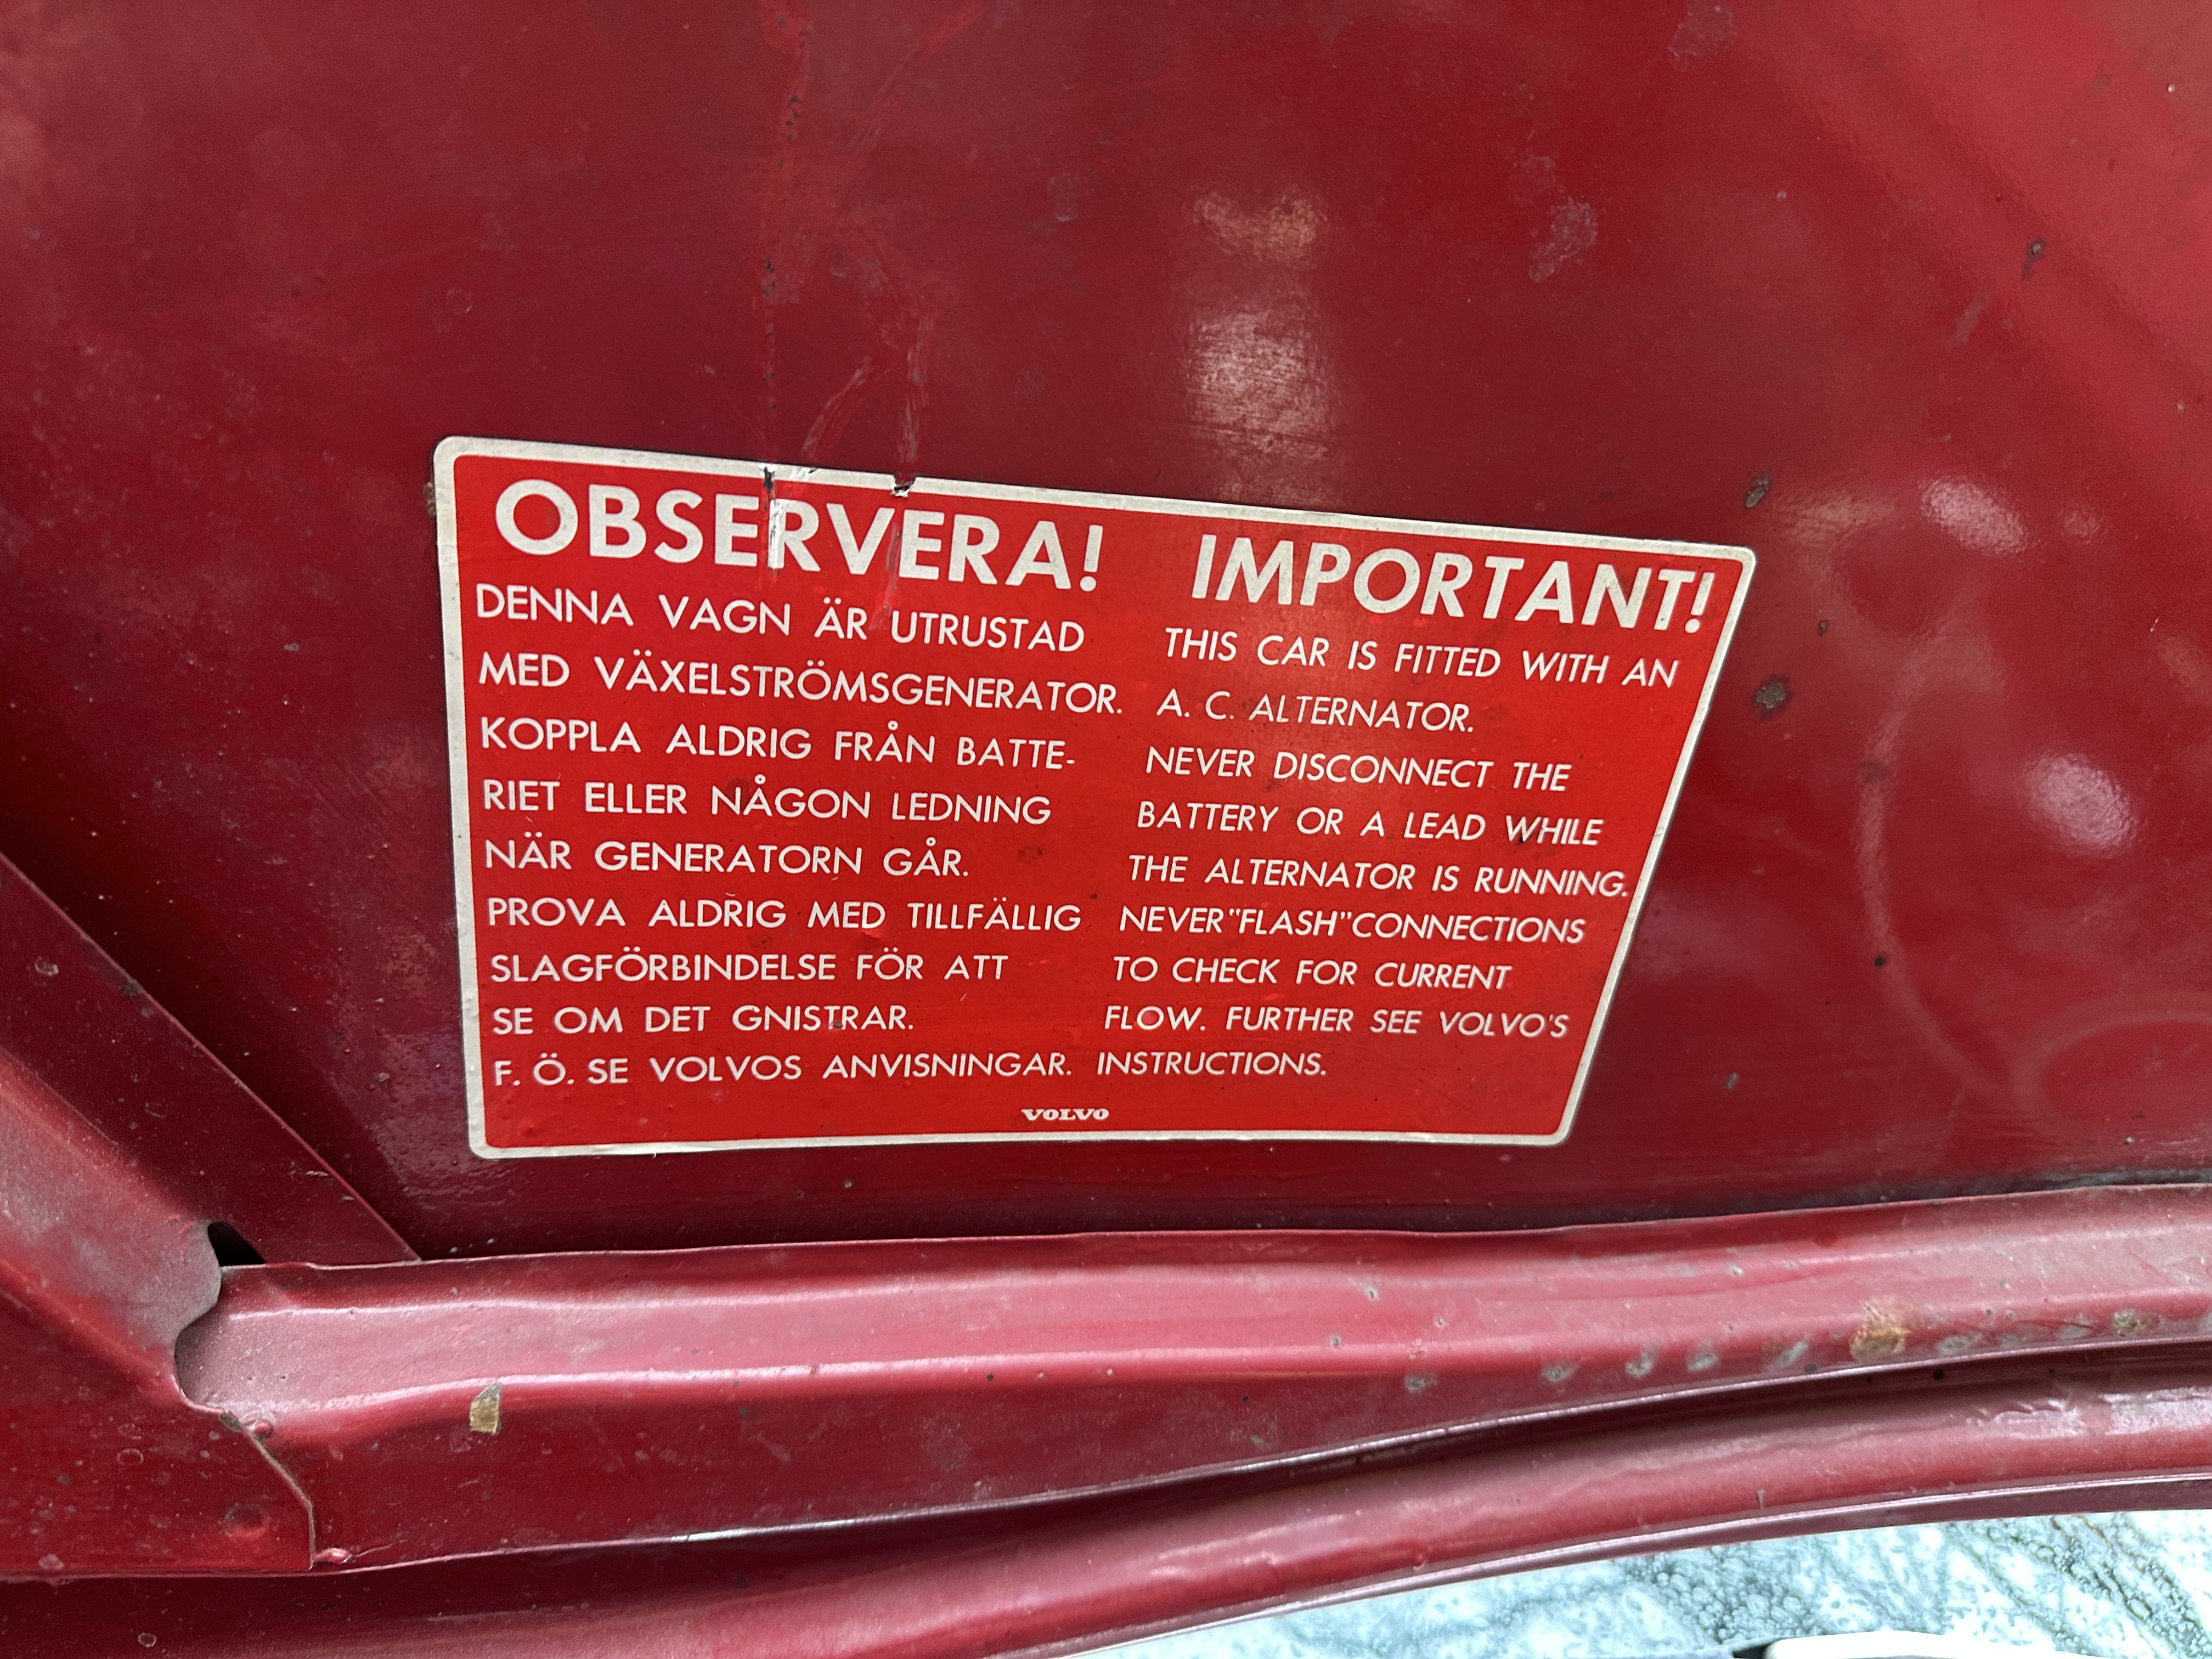 OBSERVERA!
DENNA VAGN ÄR UTRUSTAD
MED VÄXELSTRÖMSGENERATOR.
KOPPLA ALDRIG FRÅN BATTE-
RIET ELLER NÅGON LEDNING
NÄR GENERATORN GÅR.
PROVA ALDRIG MED TILLFÄLLIG
SLAGFÖRBINDELSE FÖR ATT
SE OM DET GNISTRAR.
F. Ö. SE VOLVOS ANVISNINGAR.
IMPORTANT!
THIS CAR IS FITTED WITH AN
A. C. ALTERNATOR.
NEVER DISCONNECT THE
BATTERY OR A LEAD WHILE
THE ALTERNATOR IS RUNNING.
NEVER "FLASH" CONNECTIONS
TO CHECK FOR CURRENT
FLOW. FURTHER SEE VOLVO'S
INSTRUCTIONS.
VOLVO